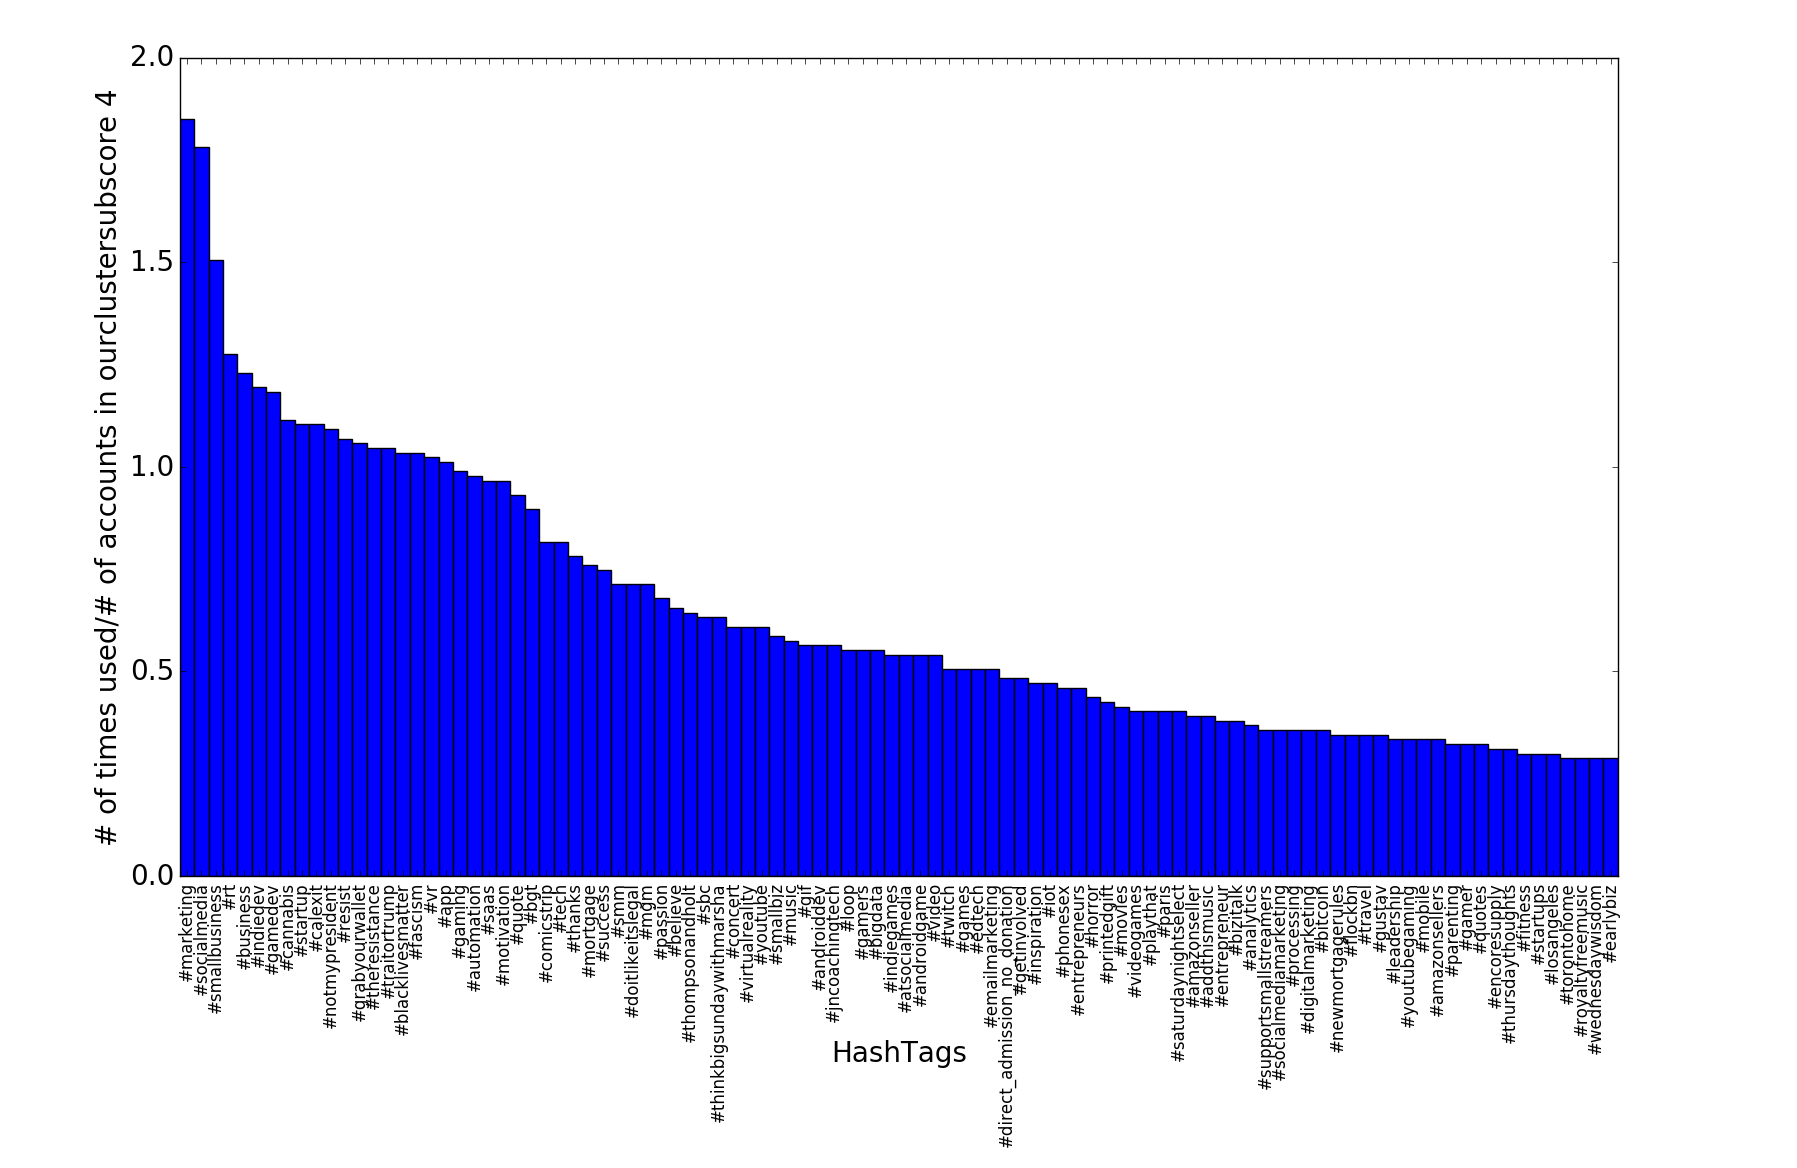 2.0
1.5
1.0
0.5
0.0
# of times used/# of accounts in ourclustersubscore 4
#marketing
#socialmedia
#smallbusiness
#rt
#business
#indiedev
#gamedev
#cannabis
#startup
#calexit
#notmypresident
#resist
#grabyourwallet
#theresistance
#traitortrump
#blacklivesmatter
#fascism
#vr
#app
#gaming
#automation
#saas
#motivation
#quote
#bgt
#comicstrip
#tech
#thanks
#mortgage
#success
#smm
#doitlikeitslegal
#mgm
#passion
#believe
#thompsonandholt
#sbc
#thinkbigsundaywithmarsha
#concert
#virtualreality
#youtube
#smallbiz
#music
#gif
#androiddev
#jncoachingtech
#loop
#gamers
#bigdata
#indiegames
#atsocialmedia
#androidgame
#video
#twitch
#games
#edtech
#emailmarketing
#direct_admission_no_donation
#getinvolved
#inspiration
#iot
#phonesex
#entrepreneurs
#honor
#printedgift
#movies
#videoganes
#playthat
#paris
#saturdaynightselect
#amazonseller
#addthismusic
#entrepreneur
#bizitalk
#analytics
#supportsmallstreamers
#socialmediamarketing
#processing
#digitalmarketing
#bitcoin
#newmortgagerules
#flockbn
#travel
#gustav
#leadership
#youtubegaming
#mobile
#amazonsellers
#parenting
#gamer
#quotes
#encoresupply
#thursdaythoughts
#fitness
#startups
#losangeles
#torontohome
#royaltyfreemusic
#wednesdaywisdom
#earlybiz
HashTags